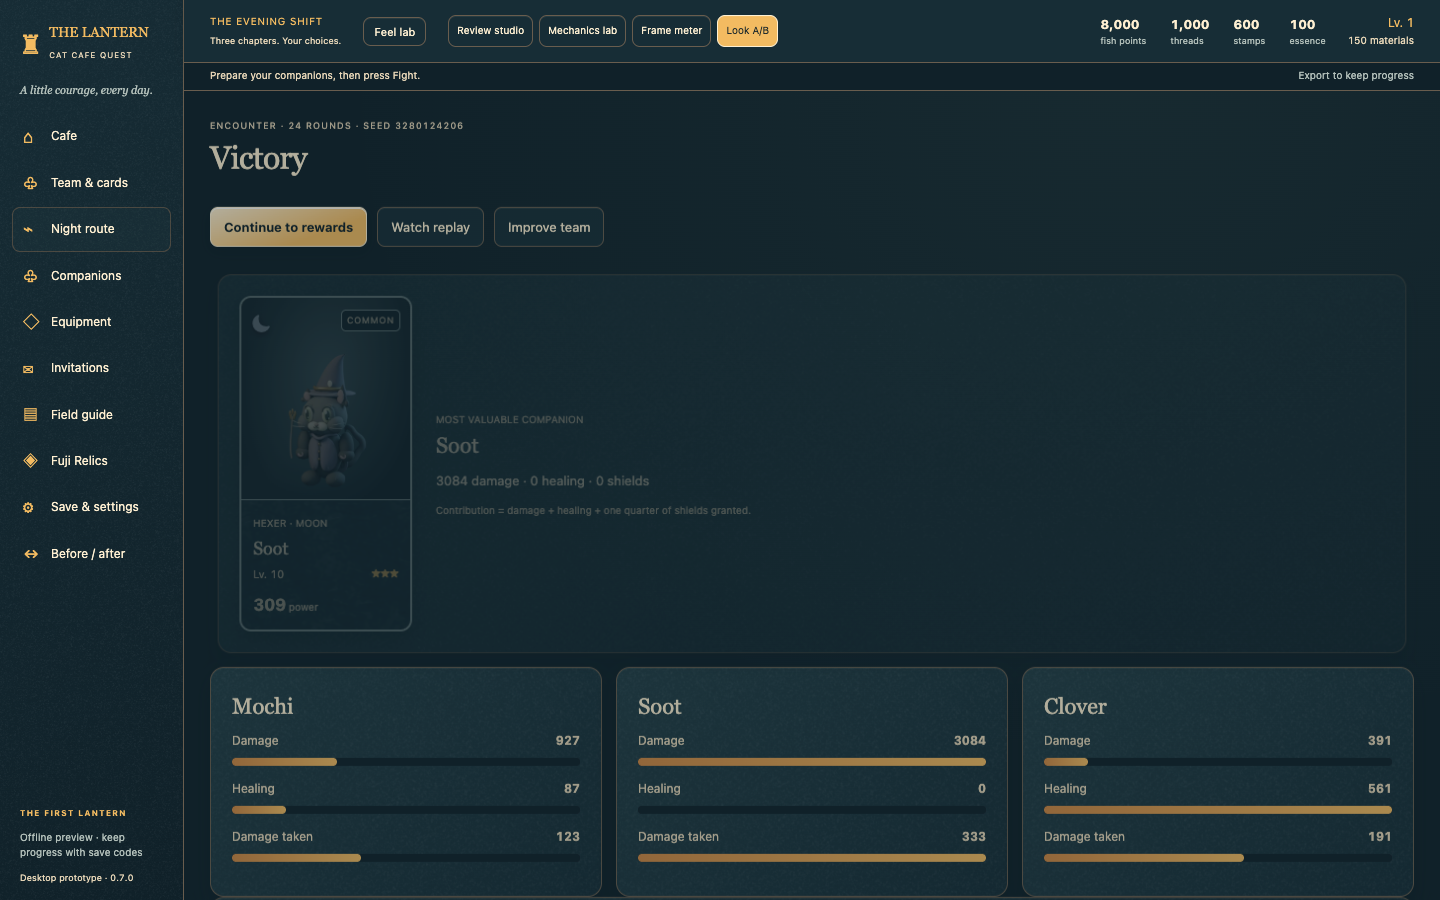 THE LANTERN
CAT CAFE QUEST
A little courage, every day.
Cafe
Team & cards
Night route
Companions
Equipment
Invitations
Field guide
Fuji Relics
Save & settings
Before / after
THE FIRST LANTERN
Offline preview · keep
progress with save codes
Desktop prototype · 0.7.0
THE EVENING SHIFT
Three chapters. Your choices.
Feel lab
Review studio
Mechanics lab
Frame meter
Look A/B
8,000
fish points
1,000
threads
600
stamps
100
essence
Lv. 1
150 materials
Prepare your companions, then press Fight.
Export to keep progress
ENCOUNTER · 24 ROUNDS · SEED 3280124206
Victory
Continue to rewards
Watch replay
Improve team
COMMON
HEXER · MOON
Soot
Lv. 10
309 power
MOST VALUABLE COMPANION
Soot
3084 damage · 0 healing · 0 shields
Contribution = damage + healing + one quarter of shields granted.
Mochi
Damage 927
Healing 87
Damage taken 123
Soot
Damage 3084
Healing 0
Damage taken 333
Clover
Damage 391
Healing 561
Damage taken 191